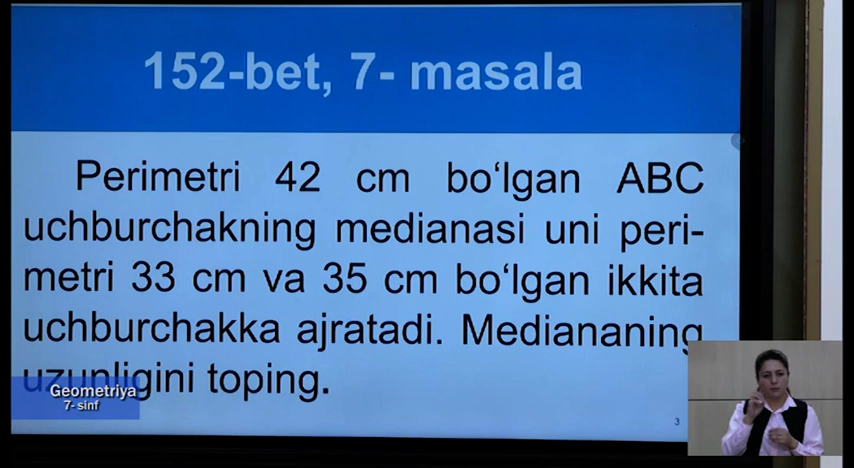 152-bet, 7- masala
Perimetri 42 cm bo‘lgan ABC
uchburchakning medianasi uni peri-
metri 33 cm va 35 cm bo‘lgan ikkita
uchburchakka ajratadi. Mediananing
uzunligini toping.
Geometriya
7- sinf
3